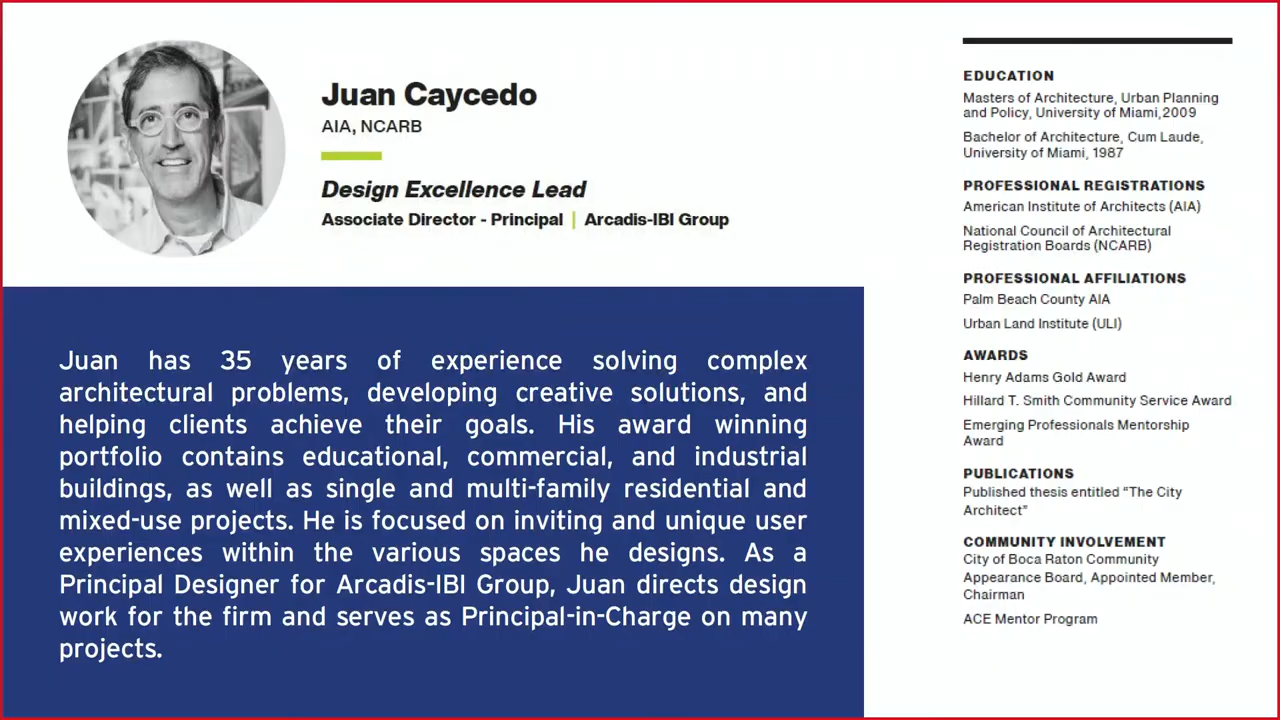 Juan Caycedo
AIA, NCARB
Design Excellence Lead
Associate Director - Principal | Arcadis-IBI Group
Juan has 35 years of experience solving complex
architectural problems, developing creative solutions, and
helping clients achieve their goals. His award winning
portfolio contains educational, commercial, and industrial
buildings, as well as single and multi-family residential and
mixed-use projects. He is focused on inviting and unique user
experiences within the various spaces he designs. As a
Principal Designer for Arcadis-IBI Group, Juan directs design
work for the firm and serves as Principal-in-Charge on many
projects.
EDUCATION
Masters of Architecture, Urban Planning
and Policy, University of Miami,2009
Bachelor of Architecture, Cum Laude,
University of Miami, 1987
PROFESSIONAL REGISTRATIONS
American Institute of Architects (AIA)
National Council of Architectural
Registration Boards (NCARB)
PROFESSIONAL AFFILIATIONS
Palm Beach County AIA
Urban Land Institute (ULI)
AWARDS
Henry Adams Gold Award
Hillard T. Smith Community Service Award
Emerging Professionals Mentorship
Award
PUBLICATIONS
Published thesis entitled “The City
Architect”
COMMUNITY INVOLVEMENT
City of Boca Raton Community
Appearance Board, Appointed Member,
Chairman
ACE Mentor Program